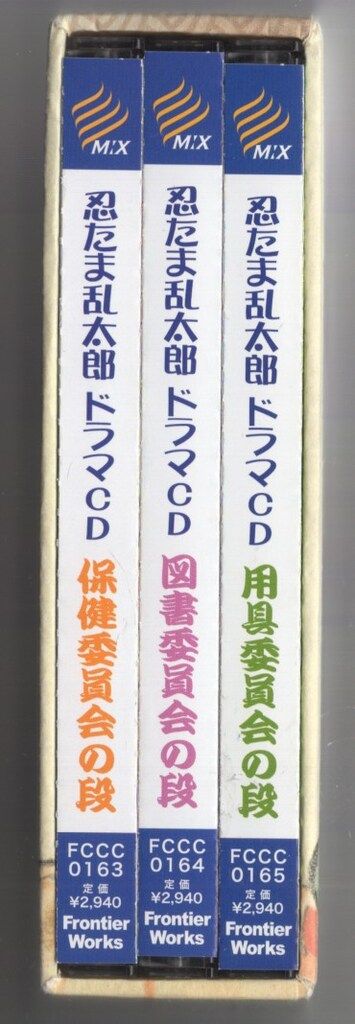 M!X
忍たま乱太郎 ドラマCD
保健委員会の段
FCCC
0163
定価
¥2,940
Frontier
Works
M!X
忍たま乱太郎 ドラマCD
図書委員会の段
FCCC
0164
定価
¥2,940
Frontier
Works
M!X
忍たま乱太郎 ドラマCD
用具委員会の段
FCCC
0165
定価
¥2,940
Frontier
Works